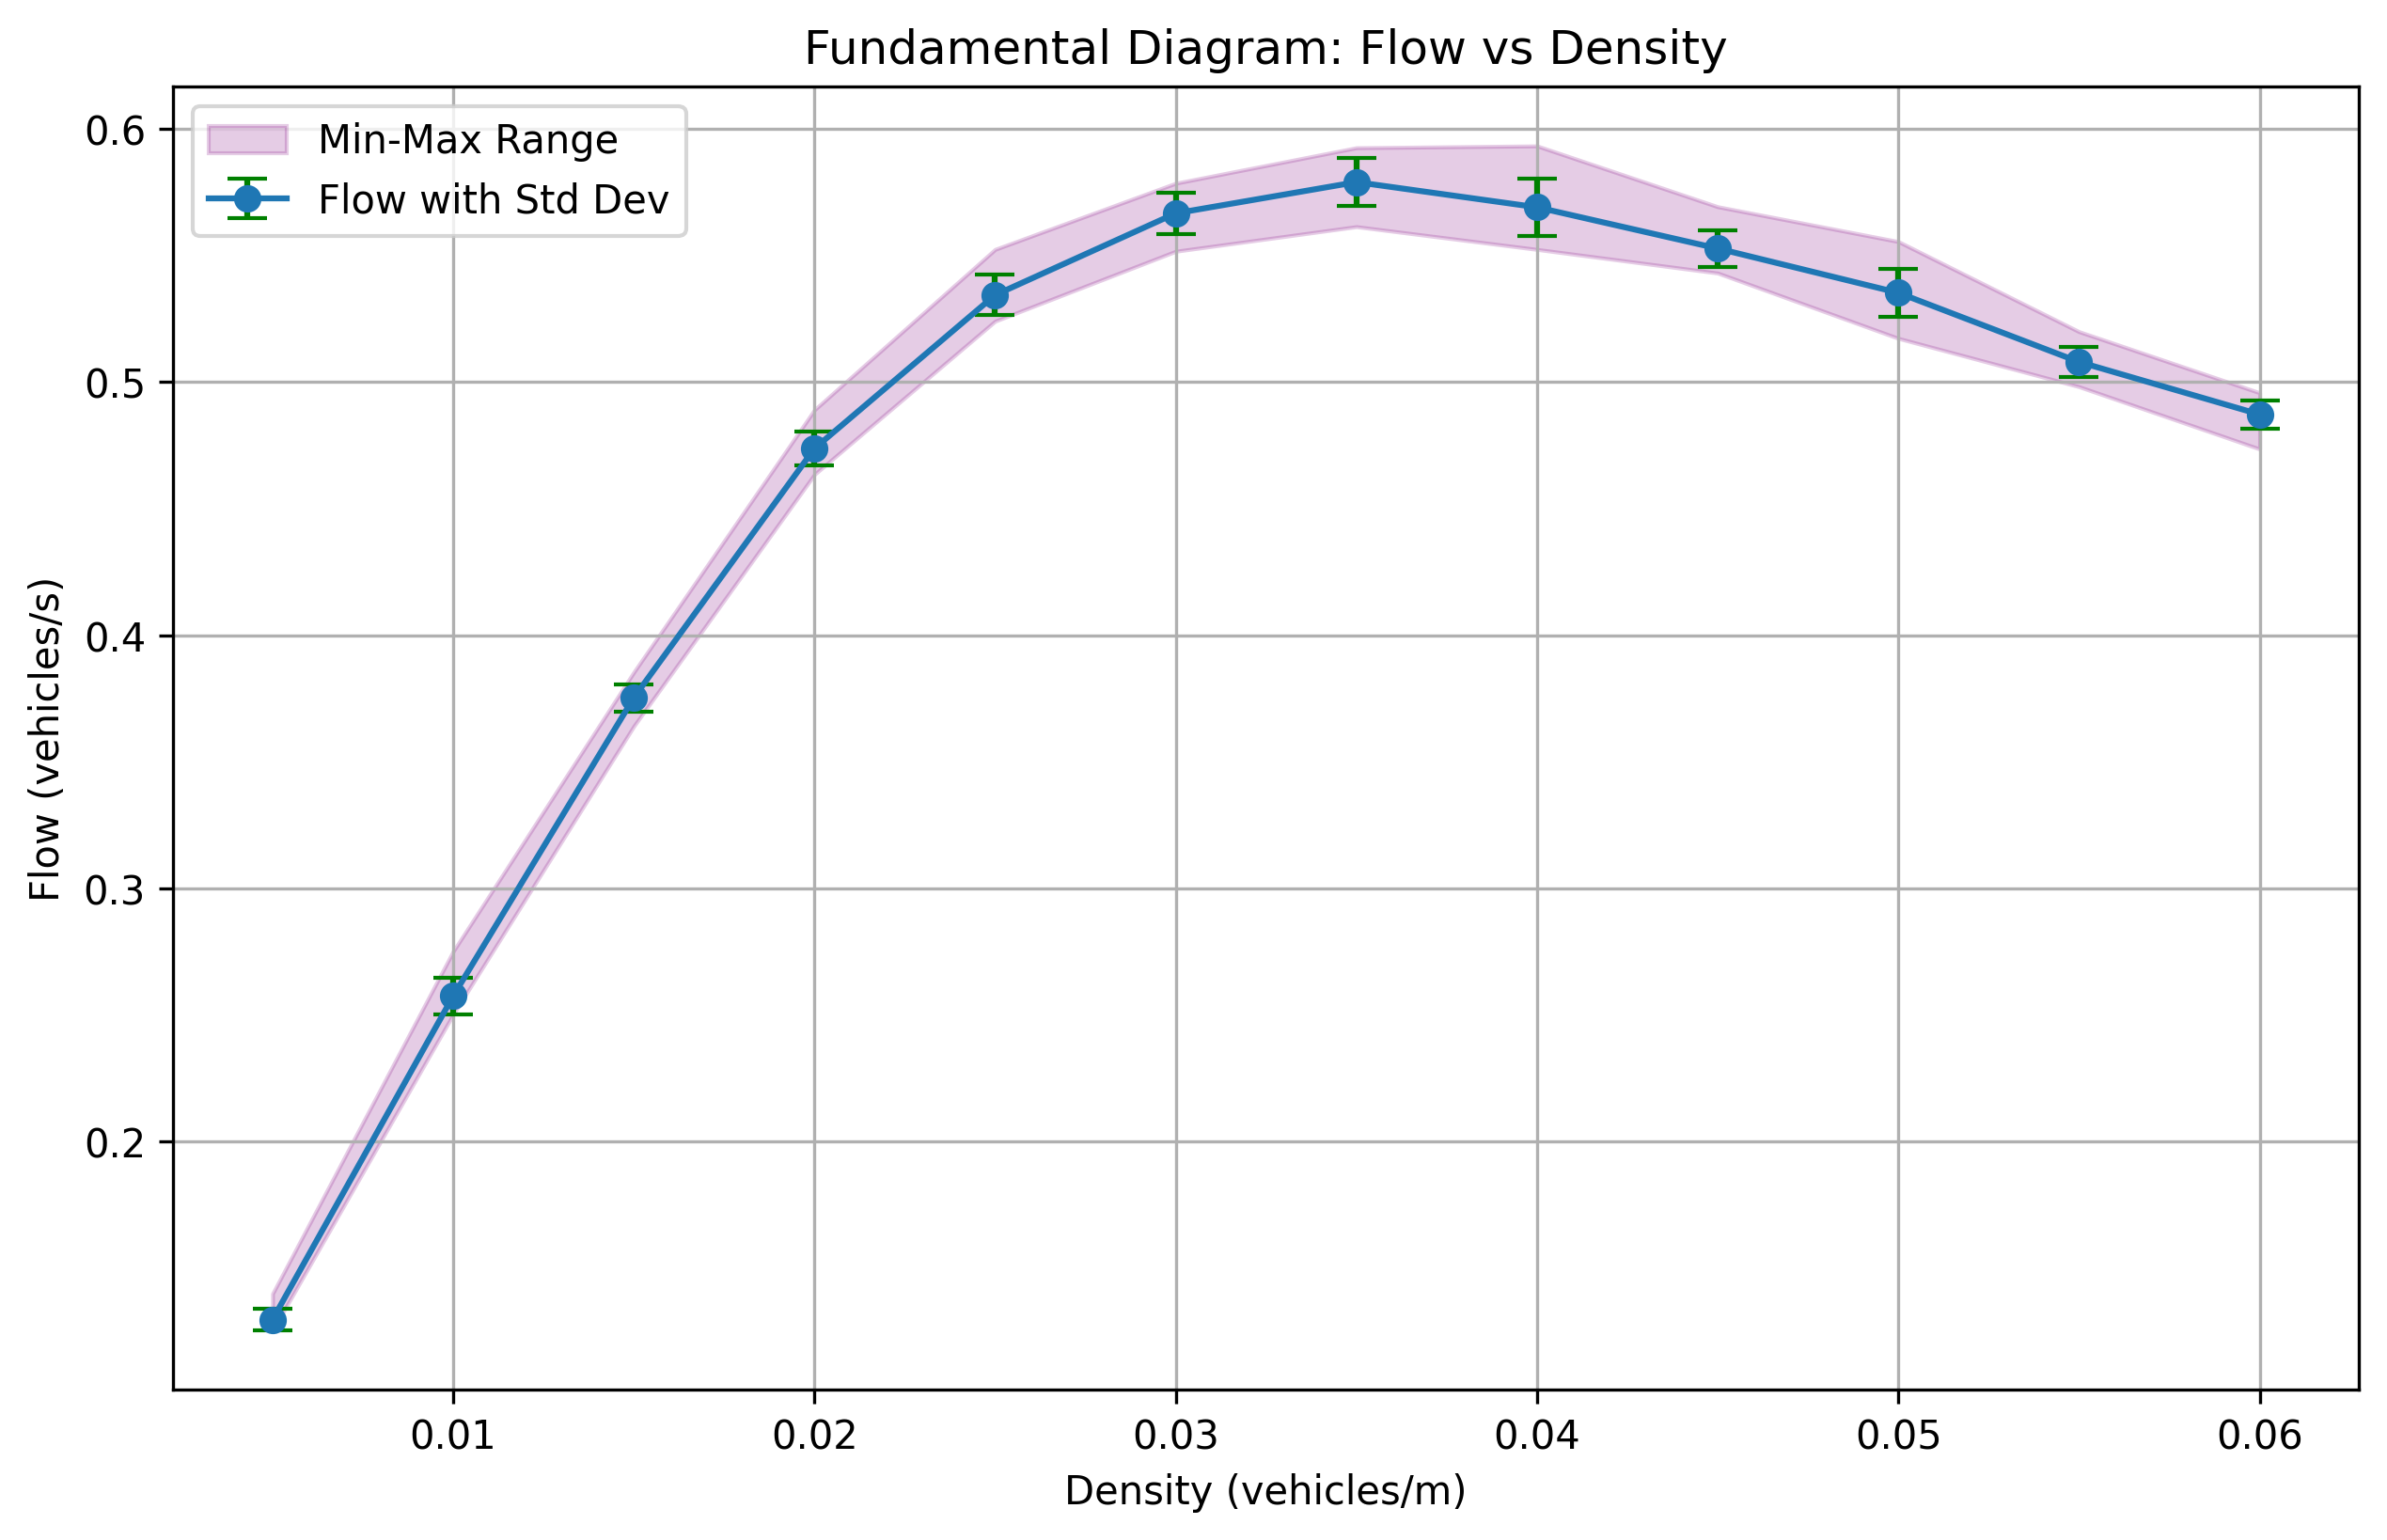 Fundamental Diagram: Flow vs Density
Min-Max Range
Flow with Std Dev
0.6
0.5
0.4
0.3
0.2
Flow (vehicles/s)
0.01 0.02 0.03 0.04 0.05 0.06
Density (vehicles/m)